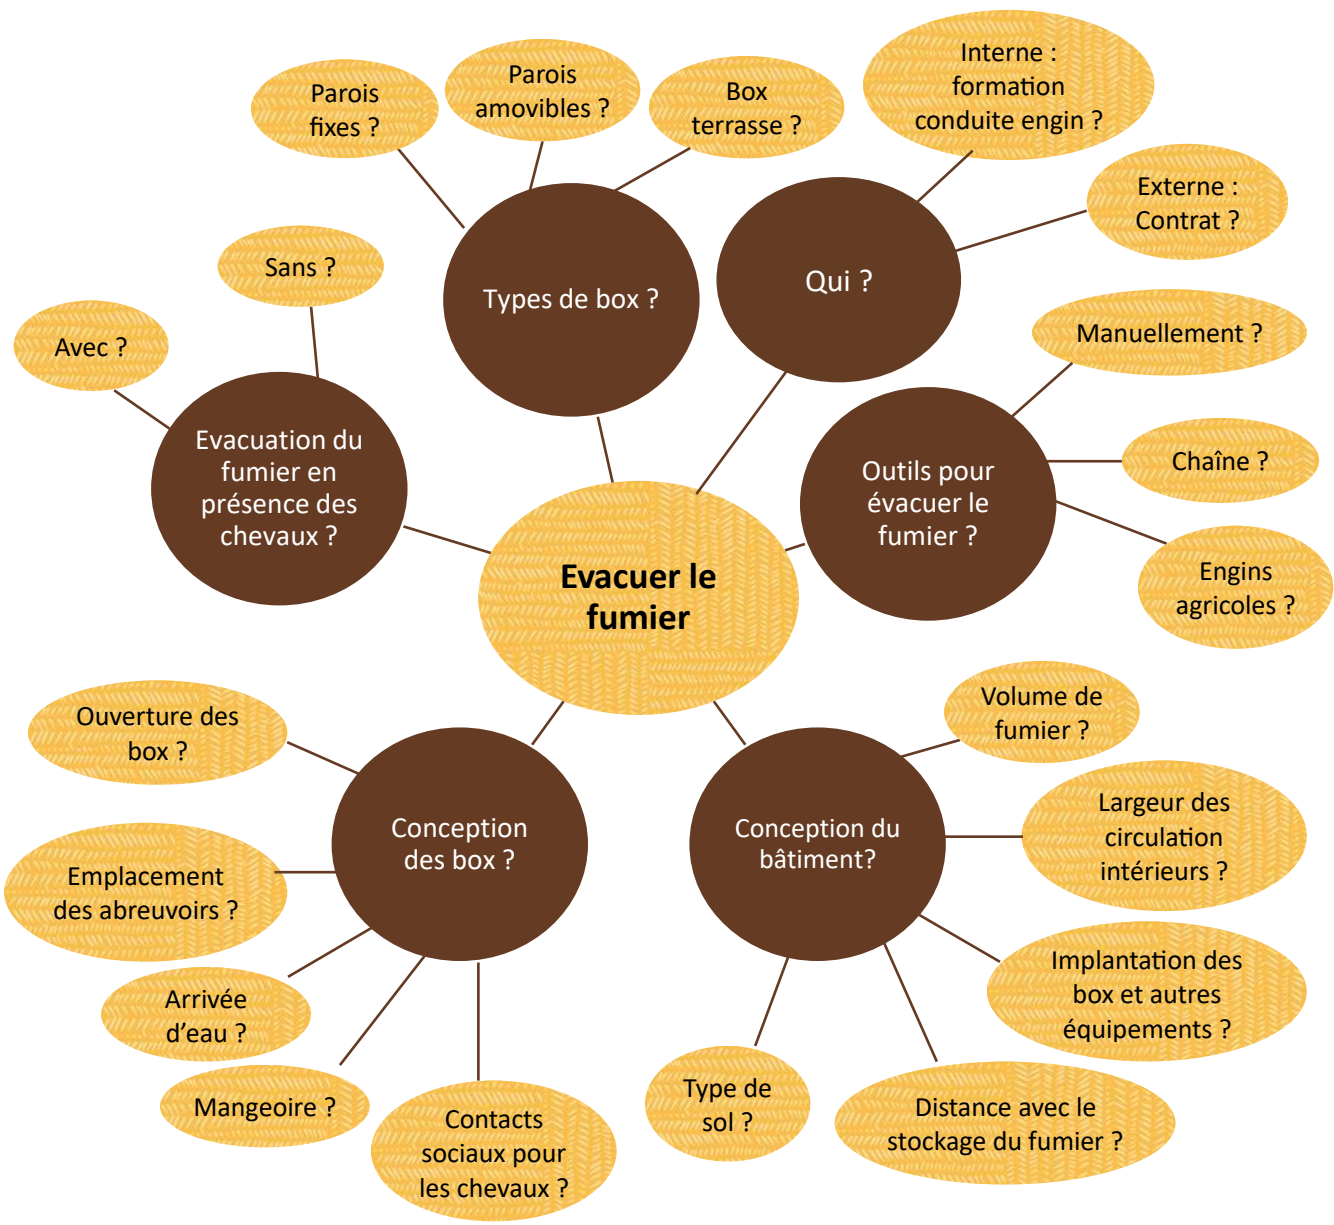 Interne :
formation
conduite engin ?
Parois
amovibles ?
Parois
fixes ?
Box
terrasse ?
Externe :
Contrat ?
Sans ?
Types de box ?
Qui ?
Avec ?
Manuellement ?
Evacuation du
fumier en
présence des
chevaux ?
Outils pour
évacuer le
fumier ?
Chaîne ?
Engins
agricoles ?
Evacuer le
fumier
Ouverture des
box ?
Volume de
fumier ?
Conception
des box ?
Conception du
bâtiment?
Largeur des
circulation
intérieurs ?
Emplacement
des abreuvoirs ?
Implantation des
box et autres
équipements ?
Arrivée
d’eau ?
Mangeoire ?
Contacts
sociaux pour
les chevaux ?
Type de
sol ?
Distance avec le
stockage du fumier ?